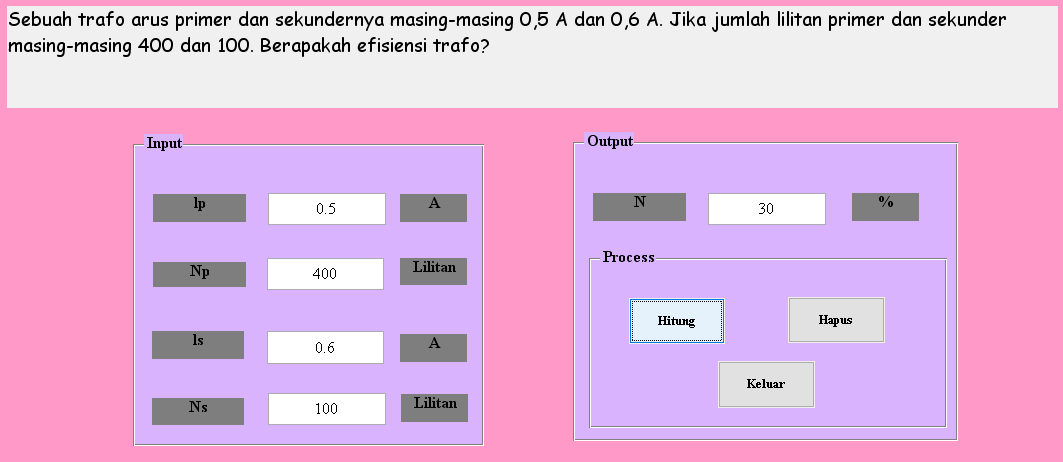 Sebuah trafo arus primer dan sekundernya masing-masing 0,5 A dan 0,6 A. Jika jumlah lilitan primer dan sekunder
masing-masing 400 dan 100. Berapakah efisiensi trafo?
Input
lp 0.5 A
Np 400 Lilitan
ls 0.6 A
Ns 100 Lilitan
Output
N 30 %
Process
Hitung Hapus
Keluar